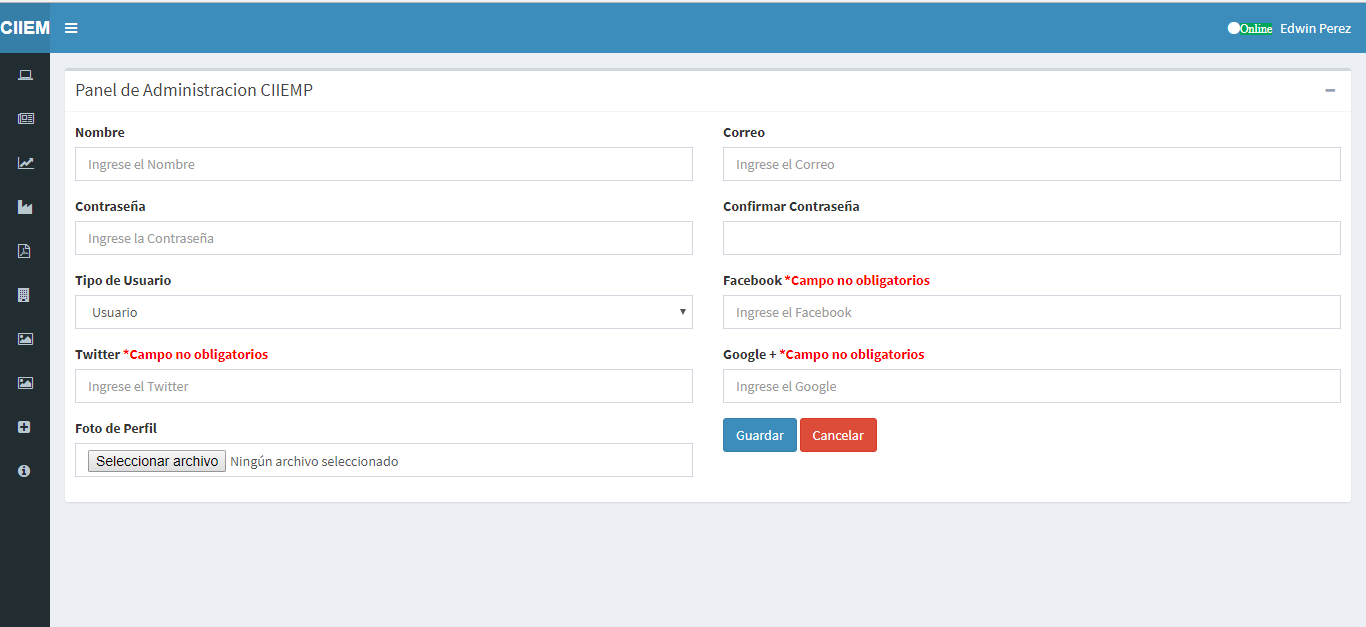 CIIEM
Online Edwin Perez
Panel de Administracion CIIEMP
Nombre
Ingrese el Nombre
Correo
Ingrese el Correo
Contraseña
Ingrese la Contraseña
Confirmar Contraseña
Tipo de Usuario
Usuario
Facebook *Campo no obligatorios
Ingrese el Facebook
Twitter *Campo no obligatorios
Ingrese el Twitter
Google + *Campo no obligatorios
Ingrese el Google
Foto de Perfil
Seleccionar archivo Ningún archivo seleccionado
Guardar Cancelar